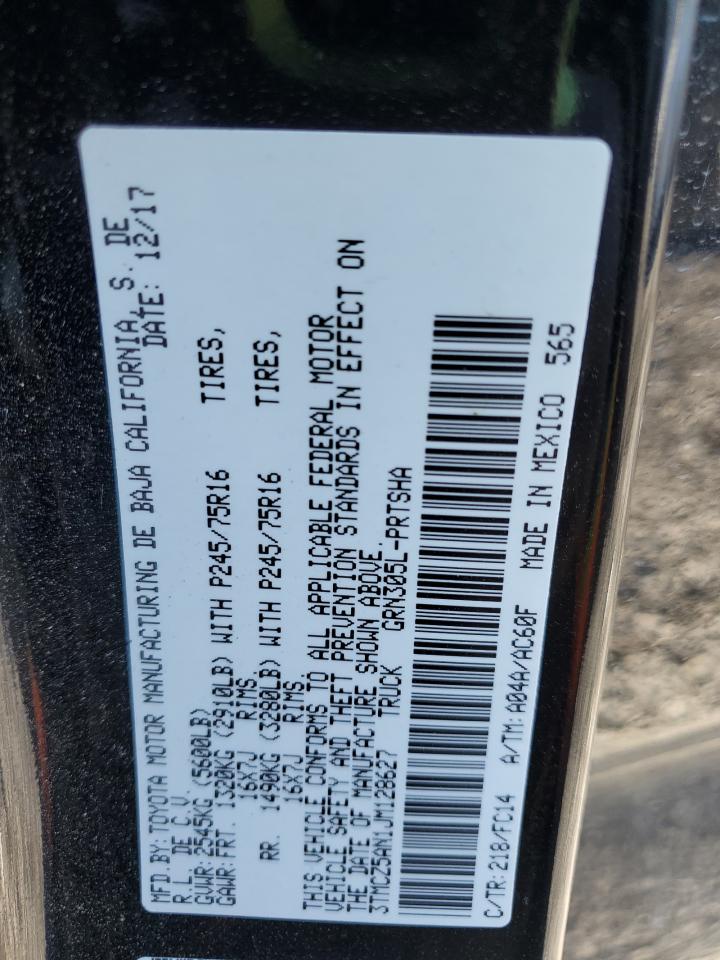 MFD.BY: TOYOTA MOTOR MANUFACTURING DE BAJA CALIFORNIA, S. DE
R.L. DE C.V. DATE: 12/17
GVWR: 2545KG (5600LB)
GAWR: FRT. 1320KG (2910LB) WITH P245/75R16 TIRES,
16X7J RIMS.
RR. 1490KG (3280LB) WITH P245/75R16 TIRES,
16X7J RIMS.
THIS VEHICLE CONFORMS TO ALL APPLICABLE FEDERAL MOTOR
VEHICLE SAFETY AND THEFT PREVENTION STANDARDS IN EFFECT ON
THE DATE OF MANUFACTURE SHOWN ABOVE.
3TMCZ5AN1JM128627 TRUCK GRN305L-PRTSHA
C/TR: 218/FC14 A/TM: A04A/AC60F MADE IN MEXICO 565